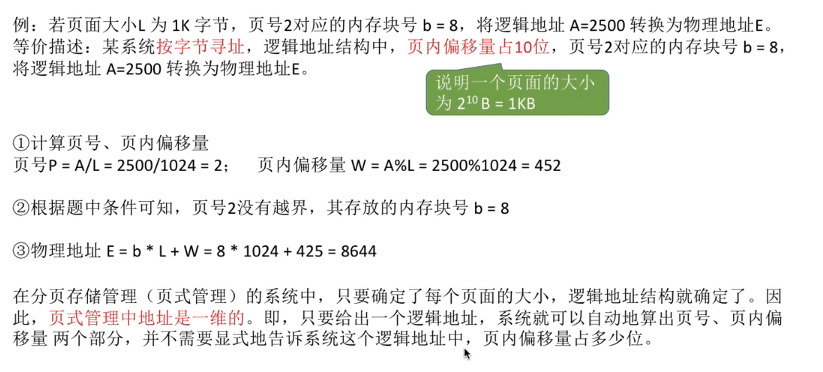 例：若页面大小L 为 1K 字节，页号2对应的内存块号 b = 8，将逻辑地址 A=2500 转换为物理地址E。
等价描述：某系统按字节寻址，逻辑地址结构中，页内偏移量占10位，页号2对应的内存块号 b = 8，
将逻辑地址 A=2500 转换为物理地址E。
说明一个页面的大小
为 2¹⁰ B = 1KB
①计算页号、页内偏移量
页号P = A/L = 2500/1024 = 2； 页内偏移量 W = A%L = 2500%1024 = 452
②根据题中条件可知，页号2没有越界，其存放的内存块号 b = 8
③物理地址 E = b * L + W = 8 * 1024 + 425 = 8644
在分页存储管理（页式管理）的系统中，只要确定了每个页面的大小，逻辑地址结构就确定了。因
此，页式管理中地址是一维的。即，只要给出一个逻辑地址，系统就可以自动地算出页号、页内偏
移量 两个部分，并不需要显式地告诉系统这个逻辑地址中，页内偏移量占多少位。